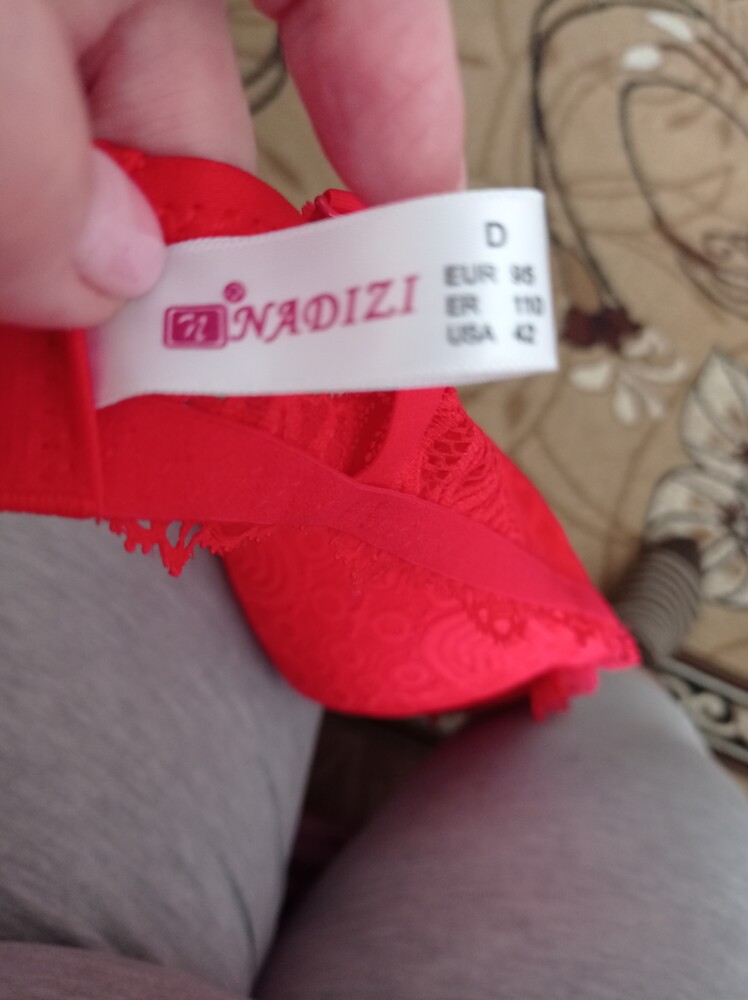 n® NADIZI
D
EUR 95
ER 110
USA 42